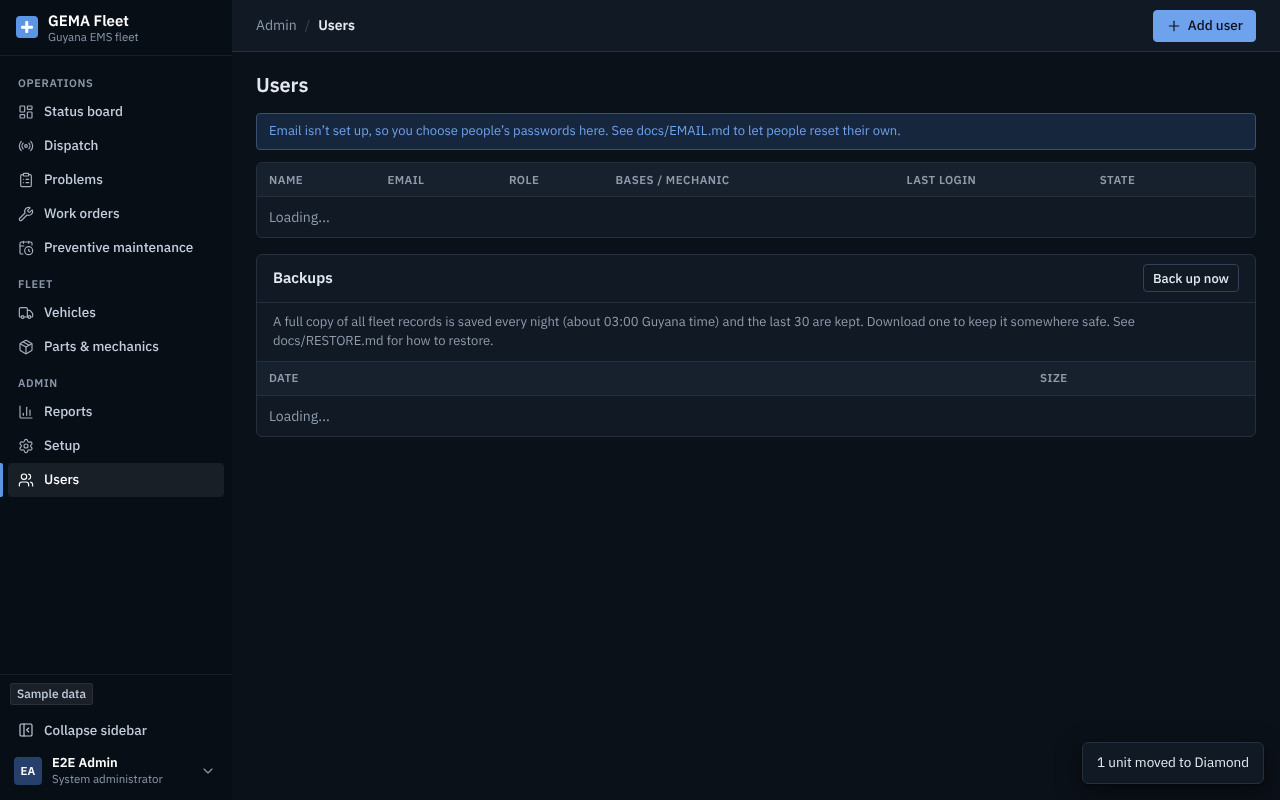 GEMA Fleet
Guyana EMS fleet
OPERATIONS
Status board
Dispatch
Problems
Work orders
Preventive maintenance
FLEET
Vehicles
Parts & mechanics
ADMIN
Reports
Setup
Users
Sample data
Collapse sidebar
EA
E2E Admin
System administrator
Admin / Users
Add user
Users
Email isn't set up, so you choose people's passwords here. See docs/EMAIL.md to let people reset their own.
NAME EMAIL ROLE BASES / MECHANIC LAST LOGIN STATE
Loading...
Backups
Back up now
A full copy of all fleet records is saved every night (about 03:00 Guyana time) and the last 30 are kept. Download one to keep it somewhere safe. See
docs/RESTORE.md for how to restore.
DATE SIZE
Loading...
1 unit moved to Diamond